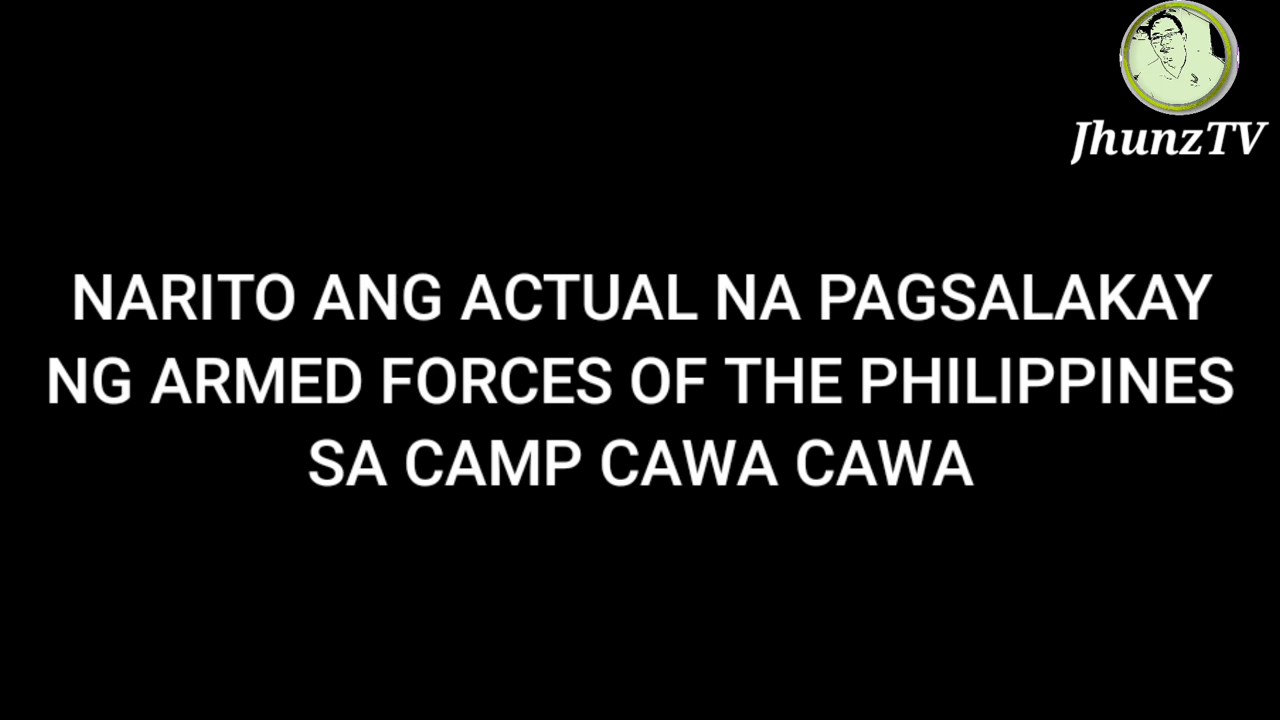 JhunzTV
NARITO ANG ACTUAL NA PAGSALAKAY
NG ARMED FORCES OF THE PHILIPPINES
SA CAMP CAWA CAWA